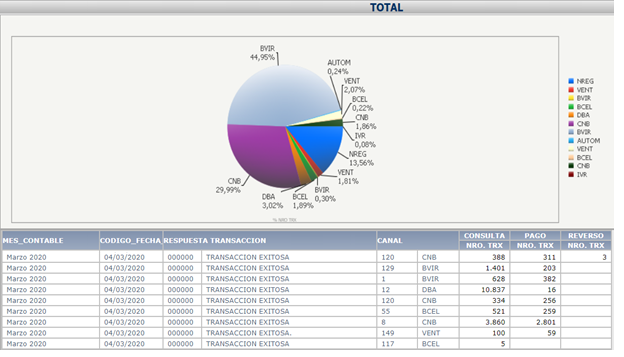 TOTAL
BVIR
44,95%
AUTOM
0,24%
VENT
2,07%
BCEL
0,22%
CNB
1,86%
IVR
0,08%
NREG
13,56%
VENT
1,81%
BVIR
0,30%
BCEL
1,89%
DBA
3,02%
CNB
29,99%
% NRO TRX
NREG
VENT
BVIR
BCEL
DBA
CNB
BVIR
AUTOM
VENT
BCEL
CNB
IVR
MES_CONTABLE CODIGO_FECHA RESPUESTA TRANSACCION CANAL CONSULTA PAGO REVERSO
NRO. TRX NRO. TRX NRO. TRX
Marzo 2020 04/03/2020 000000 TRANSACCION EXITOSA 120 CNB 388 311 3
Marzo 2020 04/03/2020 000000 TRANSACCION EXITOSA 129 BVIR 1.401 203
Marzo 2020 04/03/2020 000000 TRANSACCION EXITOSA 1 BVIR 628 382
Marzo 2020 04/03/2020 000000 TRANSACCION EXITOSA 12 DBA 10.837 16
Marzo 2020 04/03/2020 000000 TRANSACCION EXITOSA 120 CNB 334 256
Marzo 2020 04/03/2020 000000 TRANSACCION EXITOSA 55 BCEL 521 259
Marzo 2020 04/03/2020 000000 TRANSACCION EXITOSA 8 CNB 3.860 2.801
Marzo 2020 04/03/2020 000000 TRANSACCION EXITOSA. 149 VENT 100 59
Marzo 2020 04/03/2020 000000 TRANSACCION EXITOSA 117 BCEL 5